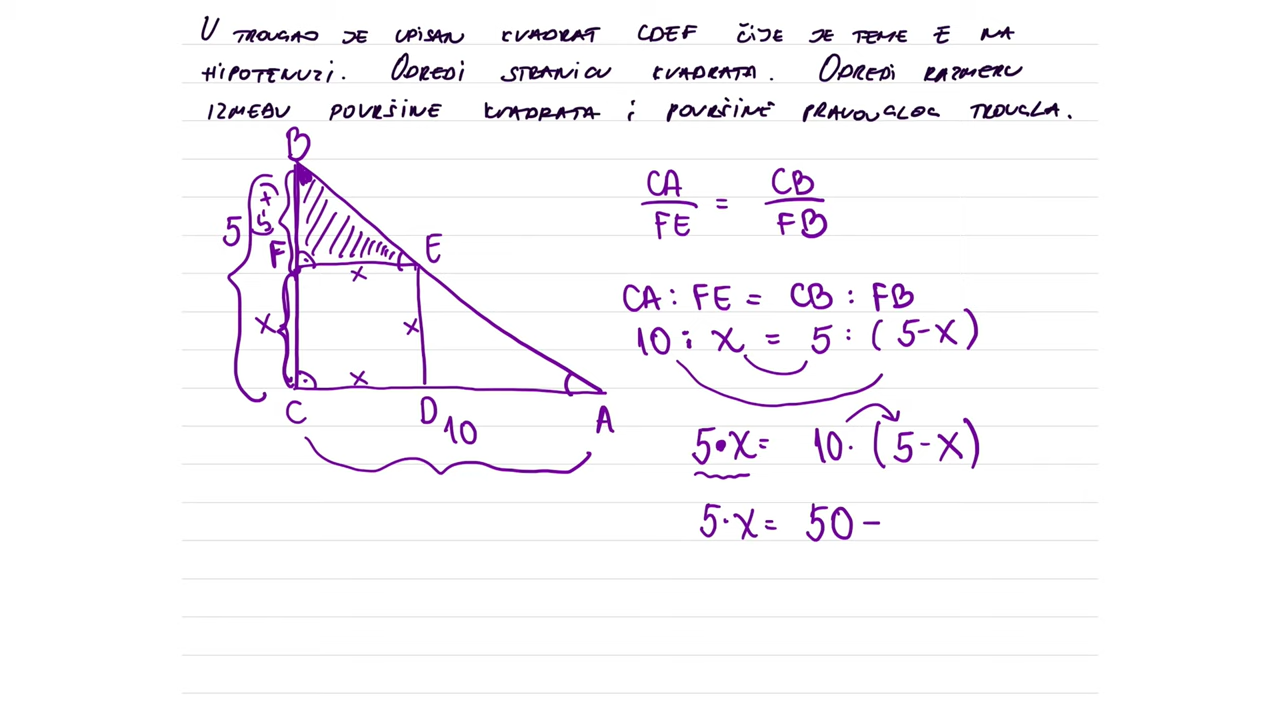 U TROUGAO JE UPISAN KVADRAT CDEF ČIJE JE TEME E NA
HIPOTENUZI. ODREDI STRANICU KVADRATA. ODREDI RAZMERU
IZMEĐU POVRŠINE KVADRATA I POVRŠINE PRAVOUGLOG TROUGLA.
B
5
5-x
F
E
x
x
x
x
C
D
10
A
CA/FE = CB/FB
CA : FE = CB : FB
10 : x = 5 : (5-x)
5·x = 10·(5-x)
5·x = 50 -